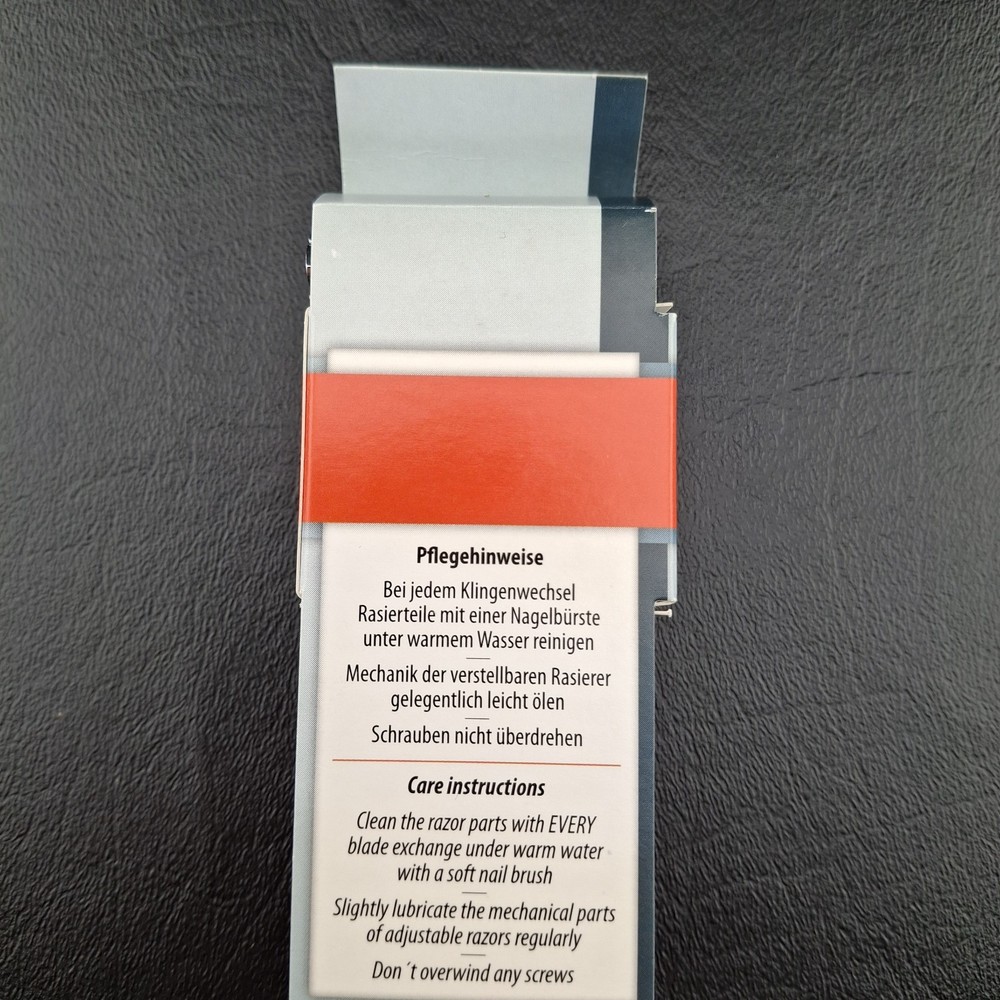 Pflegehinweise
Bei jedem Klingenwechsel
Rasierteile mit einer Nagelbürste
unter warmem Wasser reinigen
Mechanik der verstellbaren Rasierer
gelegentlich leicht ölen
Schrauben nicht überdrehen
Care instructions
Clean the razor parts with EVERY
blade exchange under warm water
with a soft nail brush
Slightly lubricate the mechanical parts
of adjustable razors regularly
Don´t overwind any screws